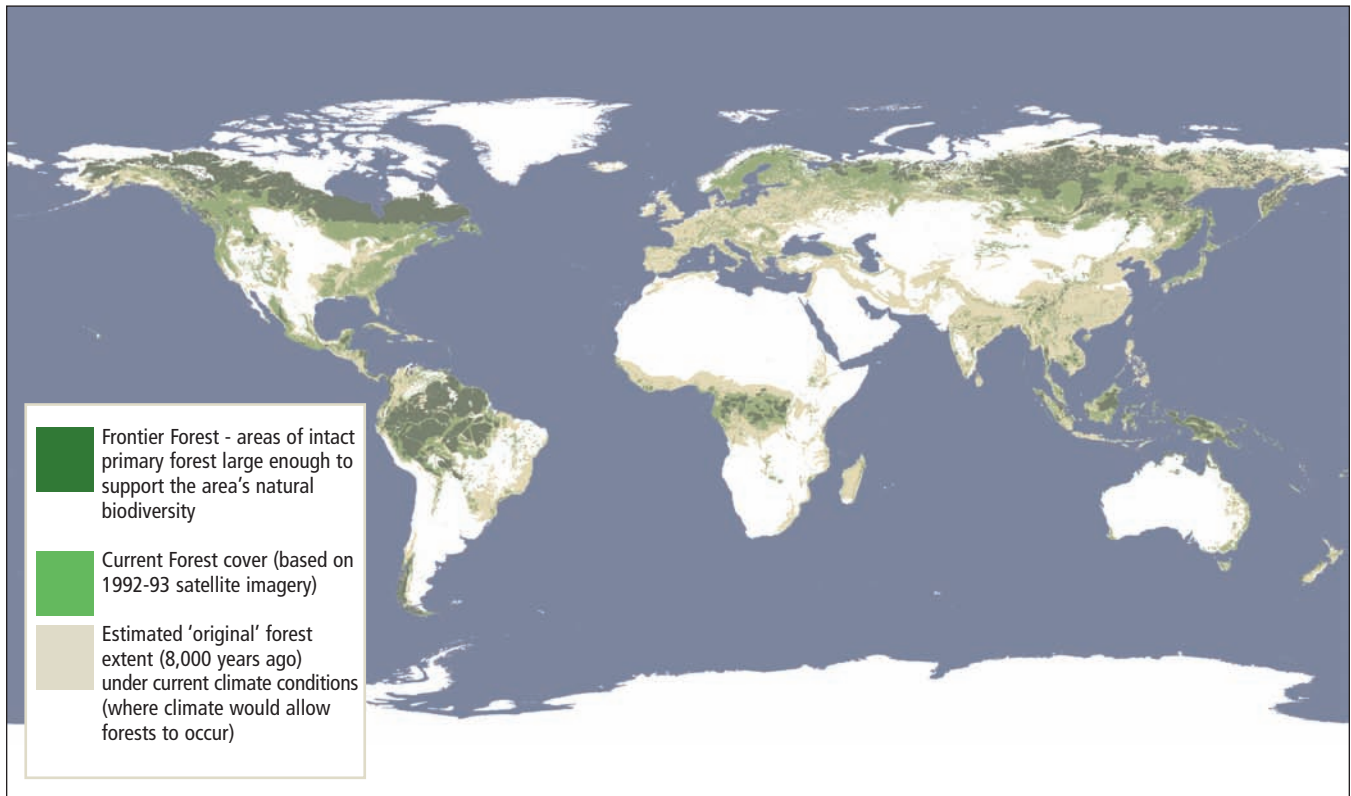 Frontier Forest - areas of intact
primary forest large enough to
support the area's natural
biodiversity
Current Forest cover (based on
1992-93 satellite imagery)
Estimated ‘original’ forest
extent (8,000 years ago)
under current climate conditions
(where climate would allow
forests to occur)